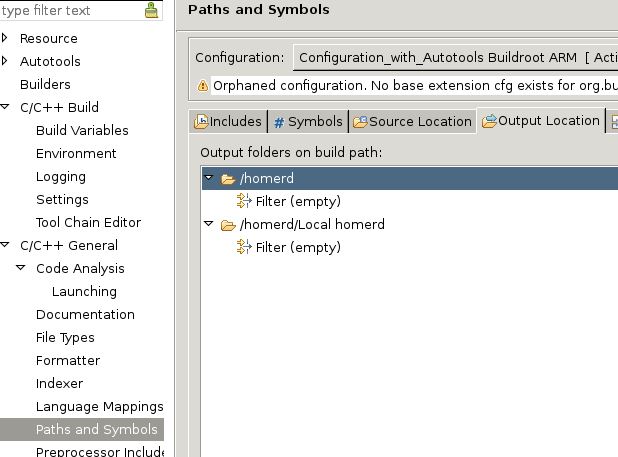 type filter text
Resource
Autotools
Builders
C/C++ Build
Build Variables
Environment
Logging
Settings
Tool Chain Editor
C/C++ General
Code Analysis
Launching
Documentation
File Types
Formatter
Indexer
Language Mappings
Paths and Symbols
Preprocessor Include
Paths and Symbols
Configuration: Configuration_with_Autotools Buildroot ARM [ Acti
Orphaned configuration. No base extension cfg exists for org.bu
Includes # Symbols Source Location Output Location
Output folders on build path:
/homerd
Filter (empty)
/homerd/Local homerd
Filter (empty)